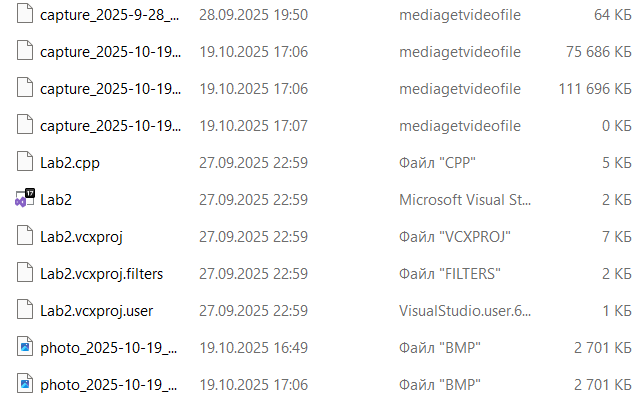 capture_2025-9-28_... 28.09.2025 19:50 mediagetvideofile 64 КБ
capture_2025-10-19... 19.10.2025 17:06 mediagetvideofile 75 686 КБ
capture_2025-10-19... 19.10.2025 17:06 mediagetvideofile 111 696 КБ
capture_2025-10-19... 19.10.2025 17:07 mediagetvideofile 0 КБ
Lab2.cpp 27.09.2025 22:59 Файл "CPP" 5 КБ
17 Lab2 27.09.2025 22:59 Microsoft Visual St... 2 КБ
Lab2.vcxproj 27.09.2025 22:59 Файл "VCXPROJ" 7 КБ
Lab2.vcxproj.filters 27.09.2025 22:59 Файл "FILTERS" 2 КБ
Lab2.vcxproj.user 27.09.2025 22:59 VisualStudio.user.6... 1 КБ
photo_2025-10-19_... 19.10.2025 16:49 Файл "BMP" 2 701 КБ
photo_2025-10-19_... 19.10.2025 17:06 Файл "BMP" 2 701 КБ